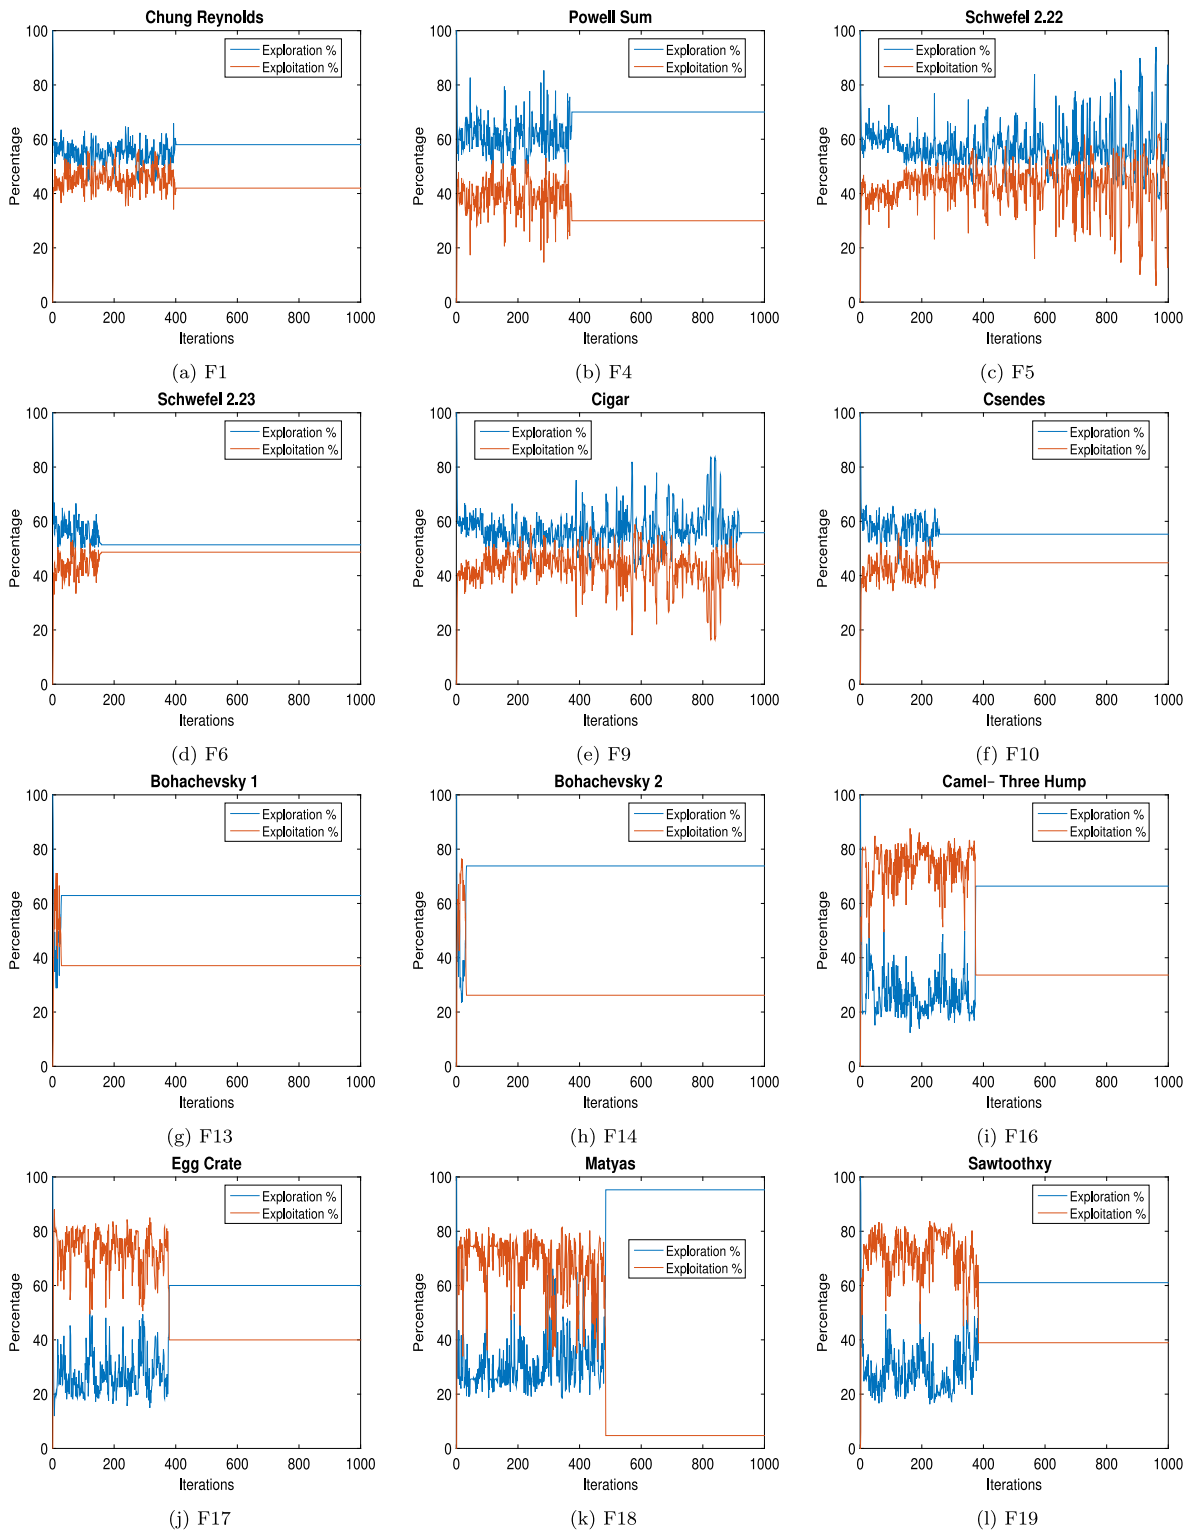 Chung Reynolds
Powell Sum
Schwefel 2.22
100
80
60
40
20
0
Percentage
Exploration %
Exploitation %
0 200 400 600 800 1000
Iterations
100
80
60
40
20
0
Percentage
Exploration %
Exploitation %
0 200 400 600 800 1000
Iterations
100
80
60
40
20
0
Percentage
Exploration %
Exploitation %
0 200 400 600 800 1000
Iterations
(a) F1
(b) F4
(c) F5
Schwefel 2.23
Cigar
Csendes
100
80
60
40
20
0
Percentage
Exploration %
Exploitation %
0 200 400 600 800 1000
Iterations
100
80
60
40
20
0
Percentage
Exploration %
Exploitation %
0 200 400 600 800 1000
Iterations
100
80
60
40
20
0
Percentage
Exploration %
Exploitation %
0 200 400 600 800 1000
Iterations
(d) F6
(e) F9
(f) F10
Bohachevsky 1
Bohachevsky 2
Camel– Three Hump
100
80
60
40
20
0
Percentage
Exploration %
Exploitation %
0 200 400 600 800 1000
Iterations
100
80
60
40
20
0
Percentage
Exploration %
Exploitation %
0 200 400 600 800 1000
Iterations
100
80
60
40
20
0
Percentage
Exploration %
Exploitation %
0 200 400 600 800 1000
Iterations
(g) F13
(h) F14
(i) F16
Egg Crate
Matyas
Sawtoothxy
100
80
60
40
20
0
Percentage
Exploration %
Exploitation %
0 200 400 600 800 1000
Iterations
100
80
60
40
20
0
Percentage
Exploration %
Exploitation %
0 200 400 600 800 1000
Iterations
100
80
60
40
20
0
Percentage
Exploration %
Exploitation %
0 200 400 600 800 1000
Iterations
(j) F17
(k) F18
(l) F19